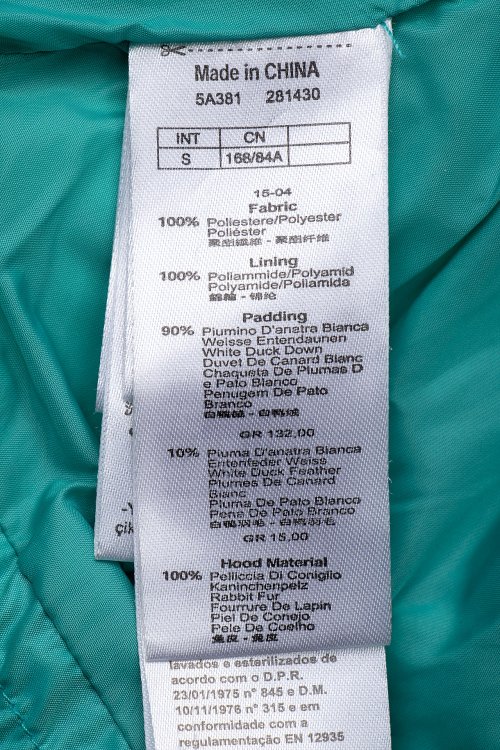 Made in CHINA
5A381 281430
INT CN
S 168/84A
15-04
Fabric
100% Poliestere/Polyester
Poliéster
聚酯纖維 - 聚酯纤维
Lining
100% Poliammide/Polyamid
Polyamide/Poliamida
錦綸 - 锦纶
Padding
90% Piumino D'anatra Bianca
Weisse Entendaunen
White Duck Down
Duvet De Canard Blanc
Chaqueta De Plumas D
e Pato Blanco
Penugem De Pato
Branco
白鴨絨 - 白鸭绒
GR 132,00
10% Piuma D'anatra Bianca
Entenfeder Weiss
White Duck Feather
Plumes De Canard
Blanc
Pluma De Pato Blanco
Pena De Pato Branco
白鴨羽毛 - 白鸭羽毛
GR 15,00
Hood Material
100% Pelliccia Di Coniglio
Kaninchenpelz
Rabbit Fur
Fourrure De Lapin
Piel De Conejo
Pele De Coelho
兔皮 - 兔皮
lavados e esterilizados de
acordo com o D.P.R.
23/01/1975 n° 845 e D.M.
10/11/1976 n° 315 e em
conformidade com a
regulamentação EN 12935
-Y
çik